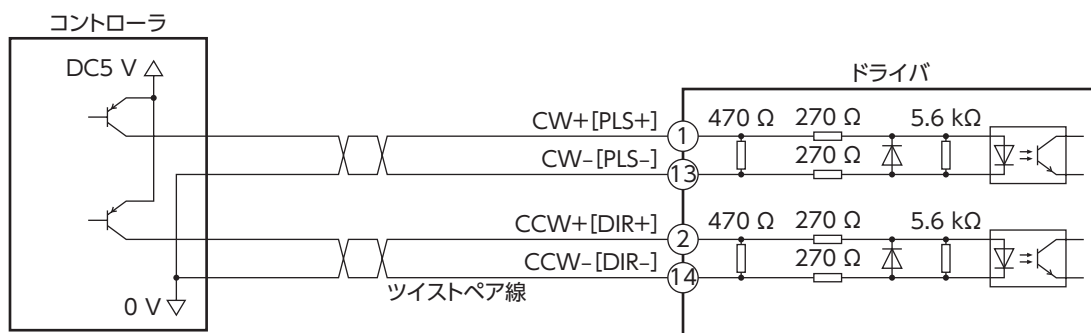 コントローラ
DC5 V
ドライバ
CW+[PLS+]
1
470 Ω
270 Ω
5.6 kΩ
CW-[PLS-]
13
270 Ω
CCW+[DIR+]
2
470 Ω
270 Ω
5.6 kΩ
CCW-[DIR-]
14
270 Ω
ツイストペア線
0 V